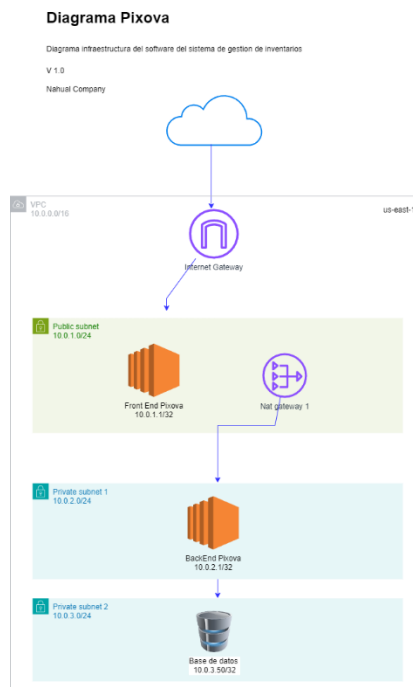 Diagrama Pixova
Diagrama infraestructura del software del sistema de gestion de inventarios
V 1.0
Nahual Company
VPC
10.0.0.0/16
us-east-1
Internet Gateway
Public subnet
10.0.1.0/24
Front End Pixova
10.0.1.1/32
Nat gateway 1
Private subnet 1
10.0.2.0/24
BackEnd Pixova
10.0.2.1/32
Private subnet 2
10.0.3.0/24
Base de datos
10.0.3.50/32